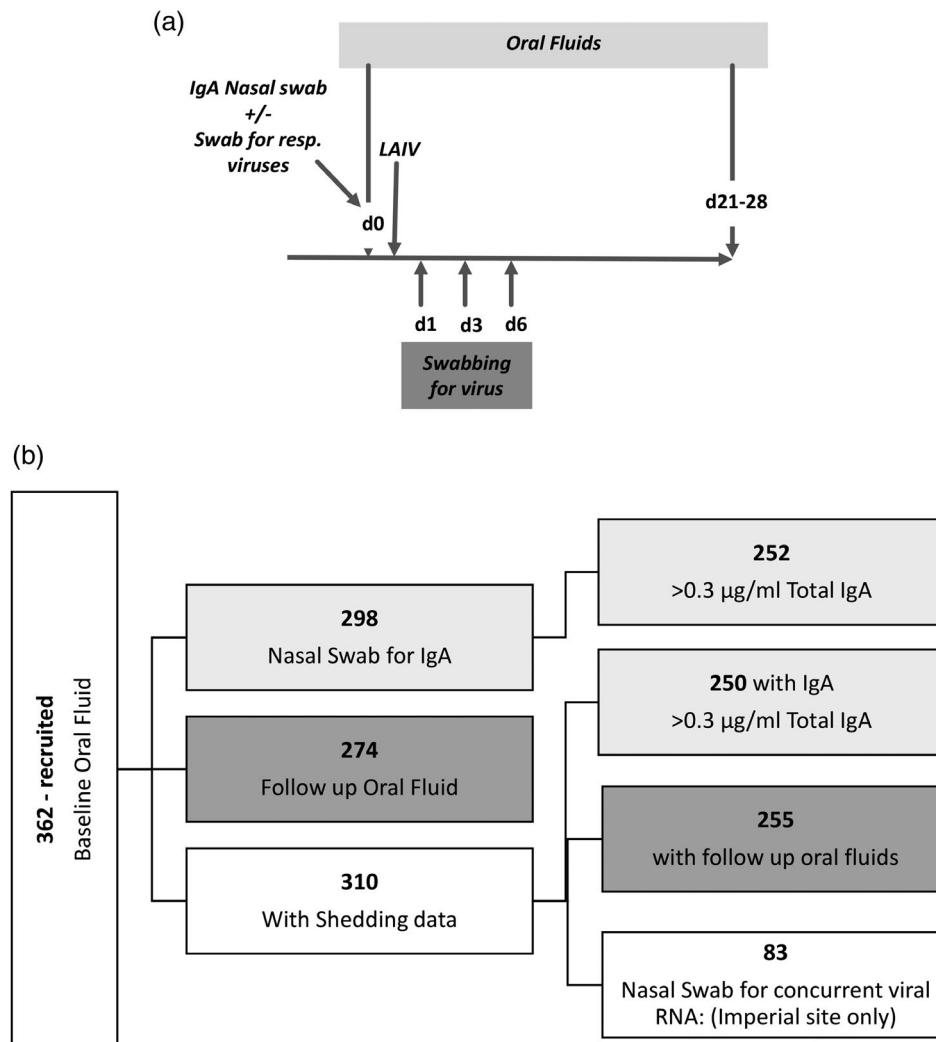 (a)
Oral Fluids
IgA Nasal swab
+/-
Swab for resp.
viruses
LAIV
d0
d21-28
d1
d3
d6
Swabbing
for virus
(b)
362 - recruited
Baseline Oral Fluid
298
Nasal Swab for IgA
274
Follow up Oral Fluid
310
With Shedding data
252
>0.3 µg/ml Total IgA
250 with IgA
>0.3 µg/ml Total IgA
255
with follow up oral fluids
83
Nasal Swab for concurrent viral
RNA: (Imperial site only)